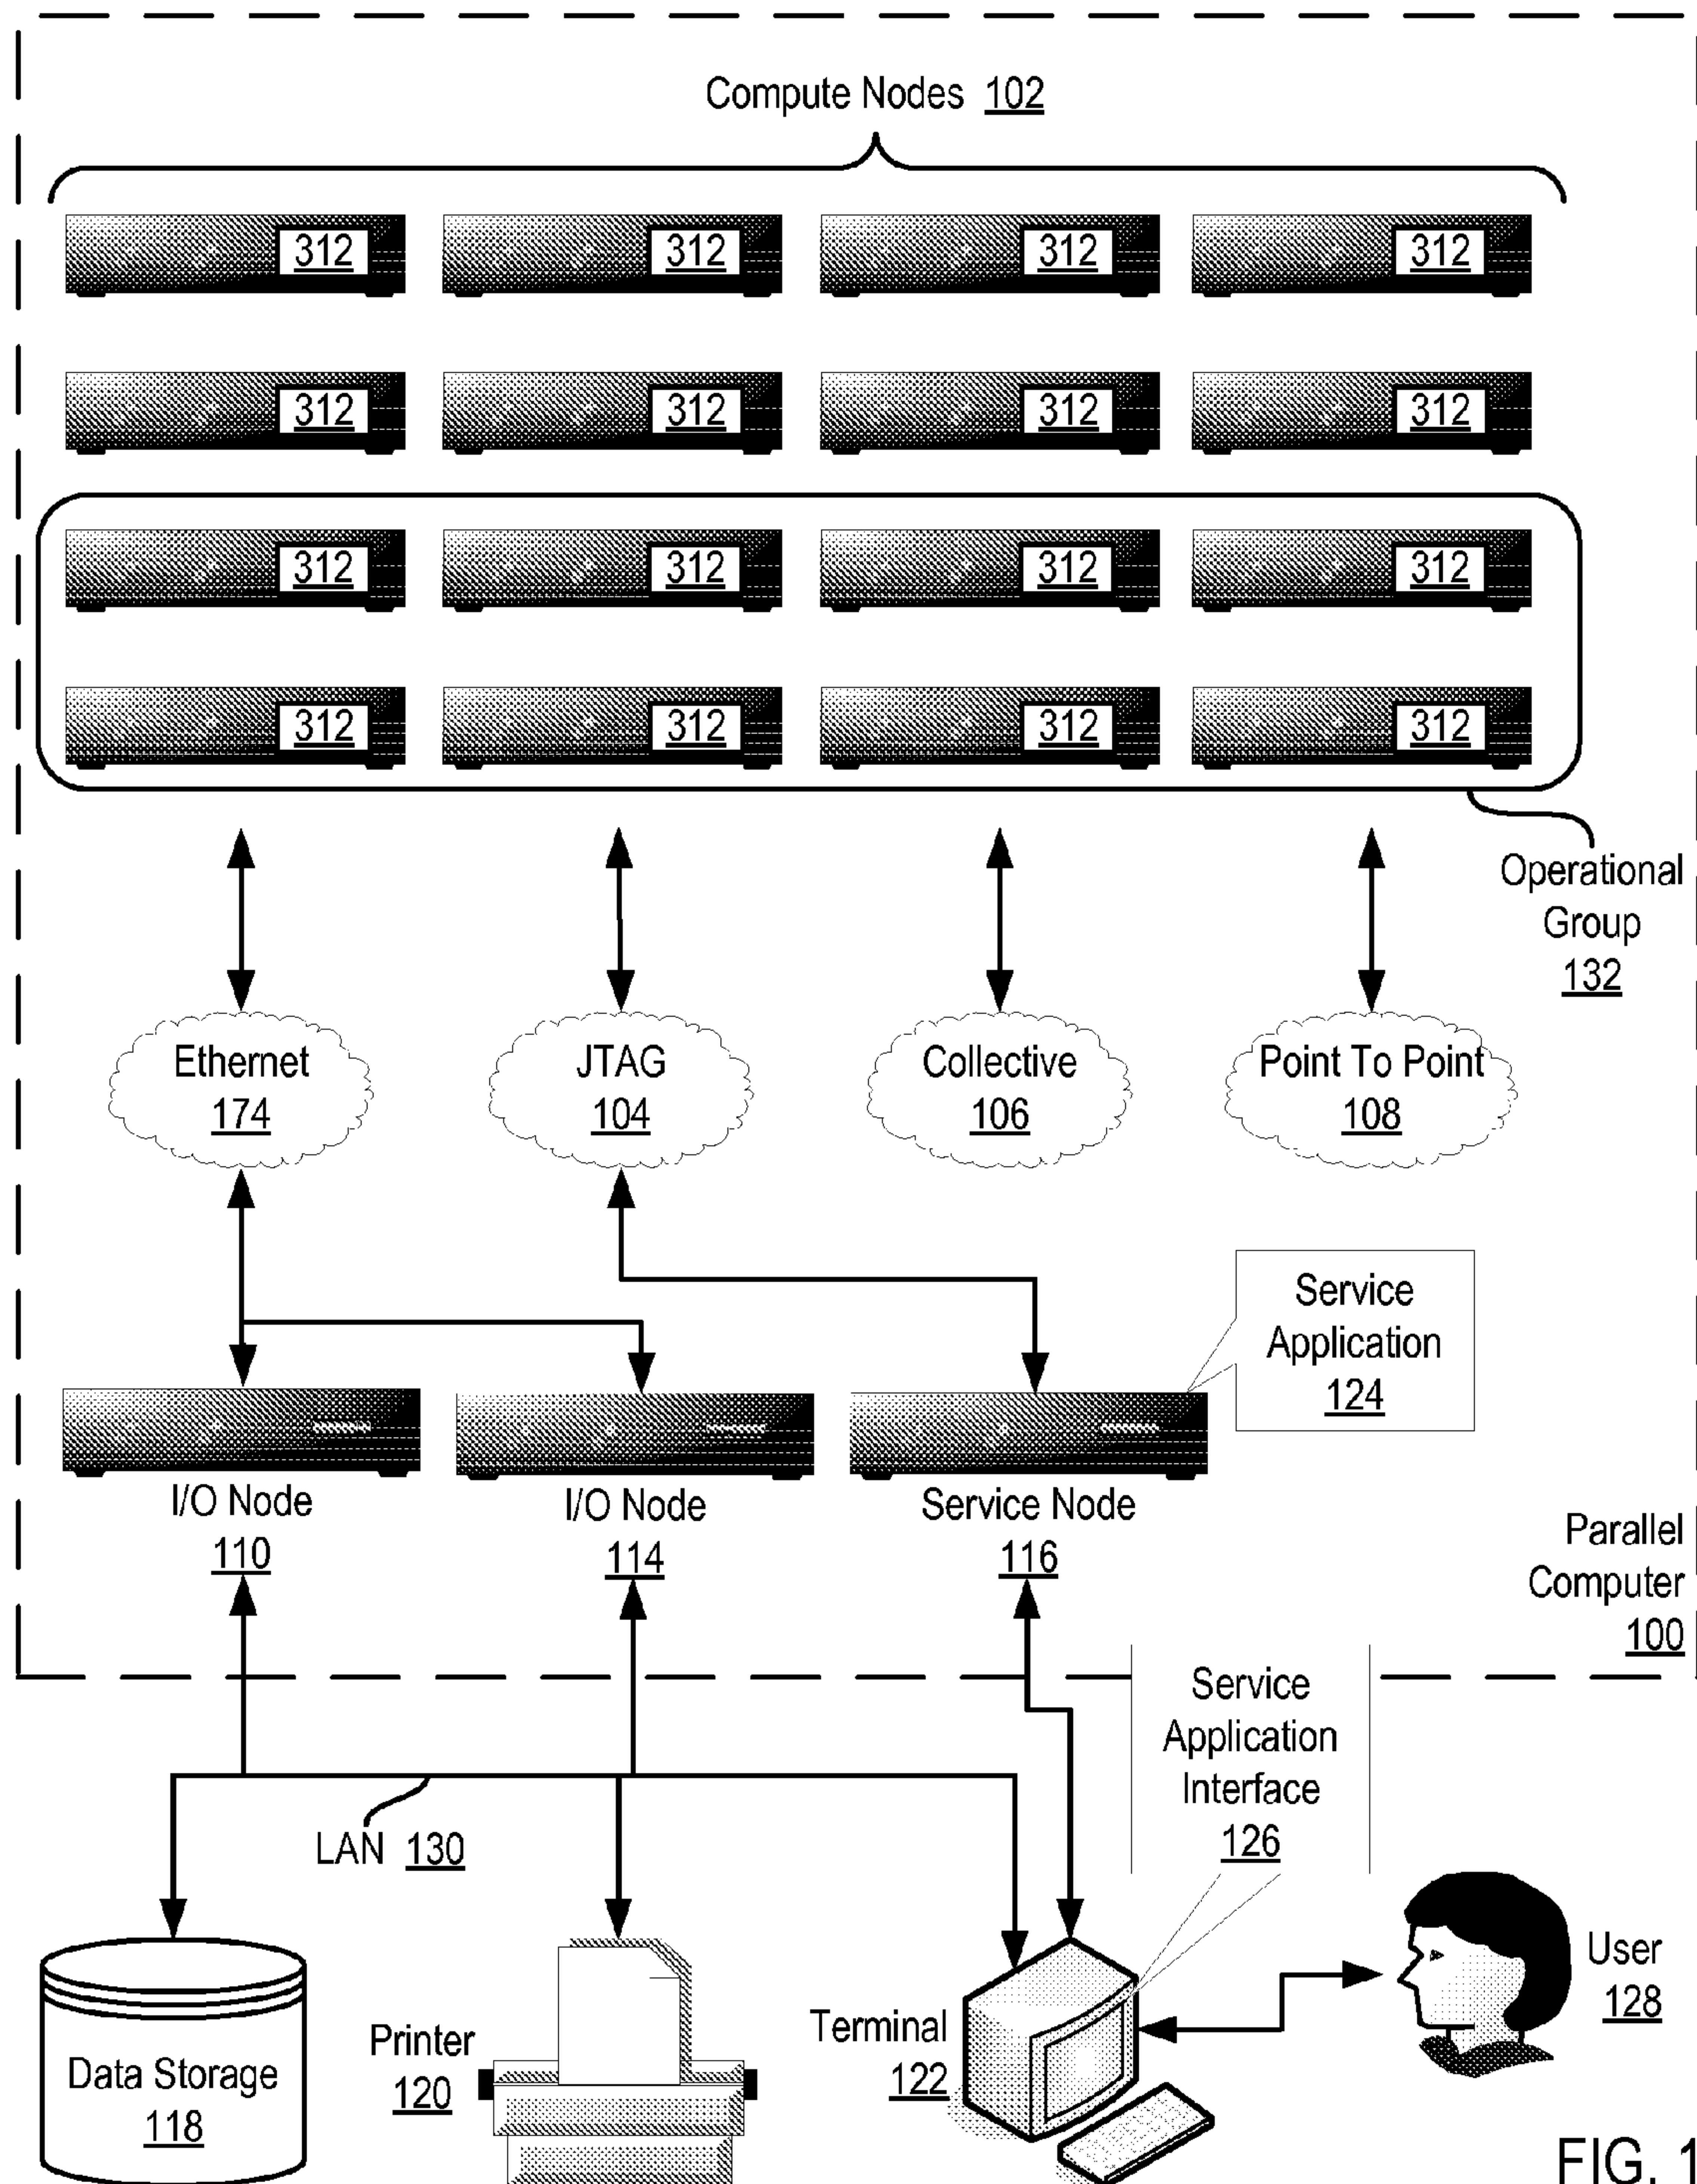 Compute Nodes 102
312 312 312 312
312 312 312 312
312 312 312 312
312 312 312 312
Operational
Group
132
Ethernet
174
JTAG
104
Collective
106
Point To Point
108
Service
Application
124
I/O Node
110
I/O Node
114
Service Node
116
Parallel
Computer
100
Service
Application
Interface
126
LAN 130
Data Storage
118
Printer
120
Terminal
122
User
128
FIG. 1